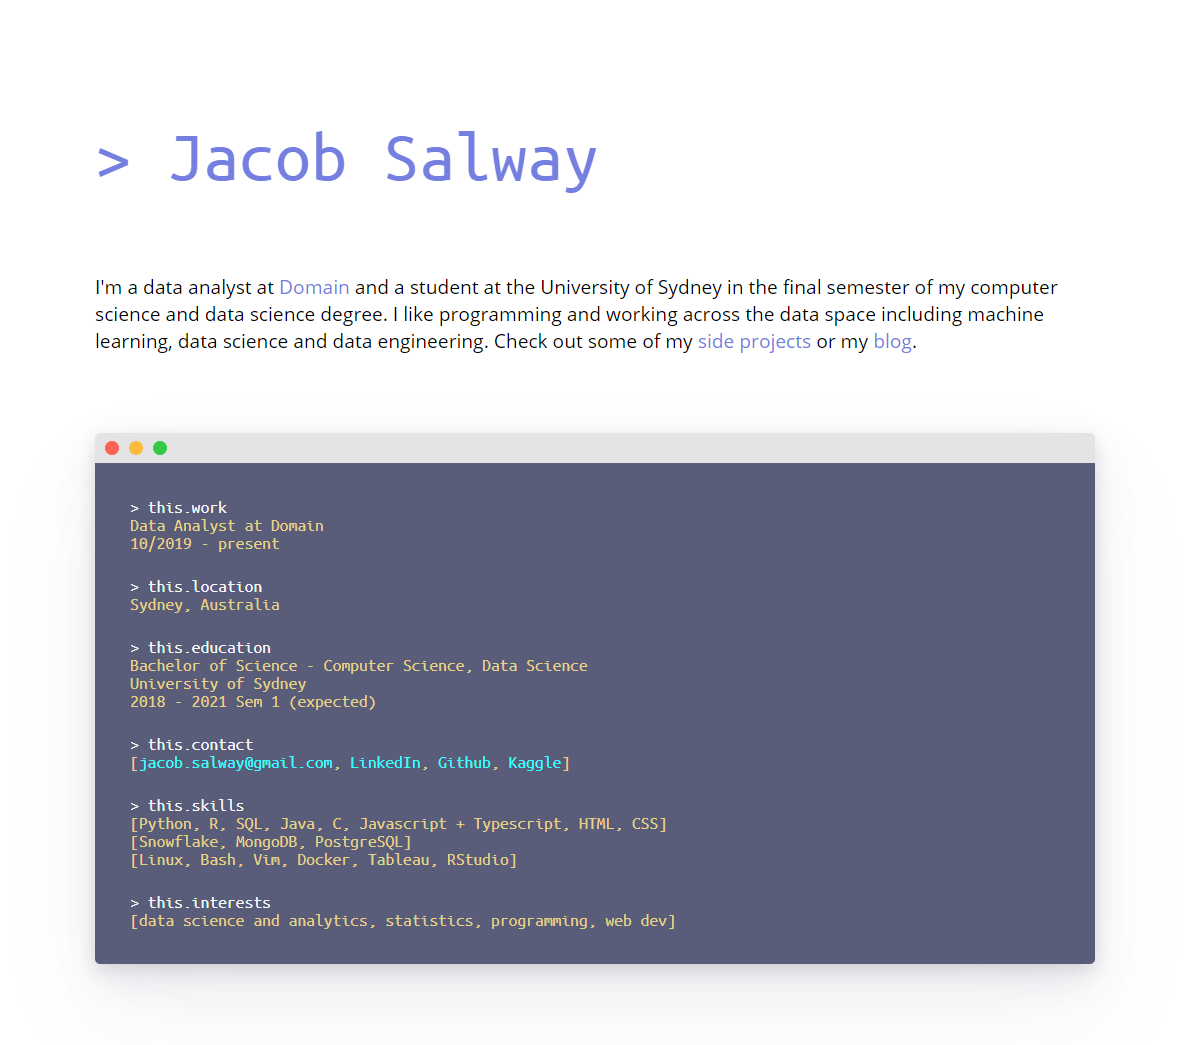 > Jacob Salway
I'm a data analyst at Domain and a student at the University of Sydney in the final semester of my computer
science and data science degree. I like programming and working across the data space including machine
learning, data science and data engineering. Check out some of my side projects or my blog.
> this.work
Data Analyst at Domain
10/2019 - present
> this.location
Sydney, Australia
> this.education
Bachelor of Science - Computer Science, Data Science
University of Sydney
2018 - 2021 Sem 1 (expected)
> this.contact
[jacob.salway@gmail.com, LinkedIn, Github, Kaggle]
> this.skills
[Python, R, SQL, Java, C, Javascript + Typescript, HTML, CSS]
[Snowflake, MongoDB, PostgreSQL]
[Linux, Bash, Vim, Docker, Tableau, RStudio]
> this.interests
[data science and analytics, statistics, programming, web dev]